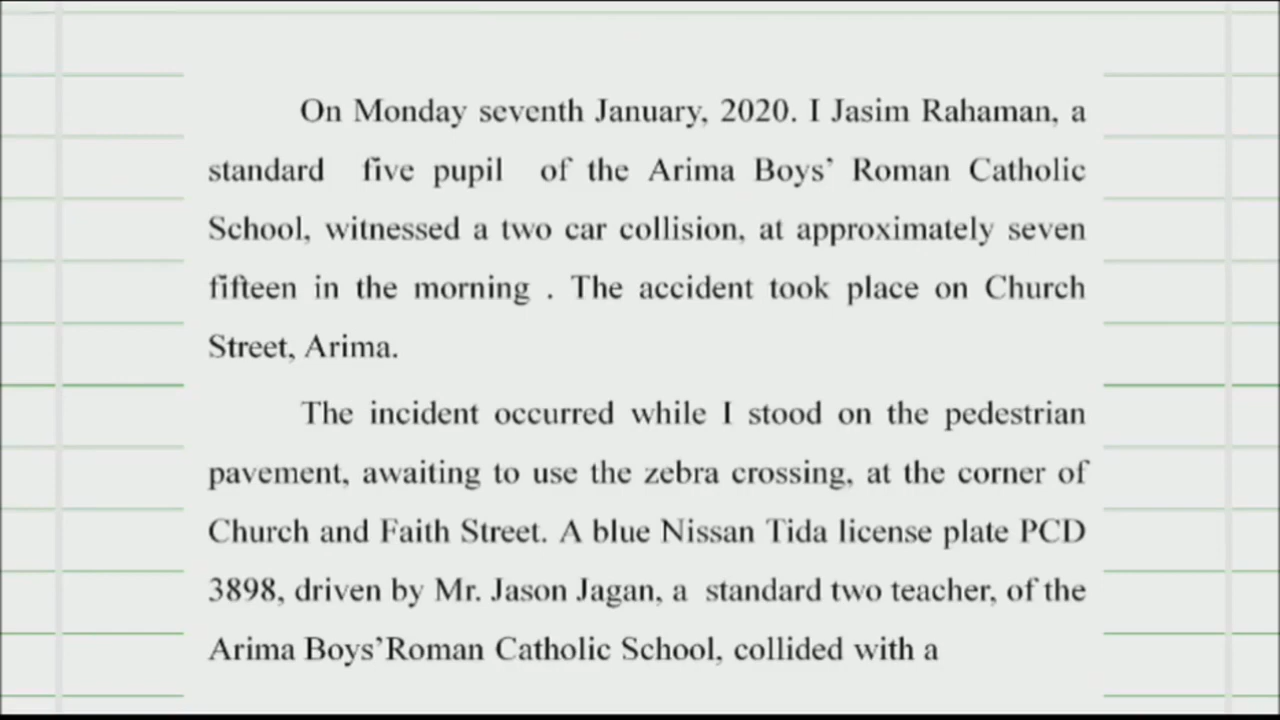 On Monday seventh January, 2020. I Jasim Rahaman, a
standard five pupil of the Arima Boys’ Roman Catholic
School, witnessed a two car collision, at approximately seven
fifteen in the morning . The accident took place on Church
Street, Arima.
The incident occurred while I stood on the pedestrian
pavement, awaiting to use the zebra crossing, at the corner of
Church and Faith Street. A blue Nissan Tida license plate PCD
3898, driven by Mr. Jason Jagan, a standard two teacher, of the
Arima Boys’Roman Catholic School, collided with a